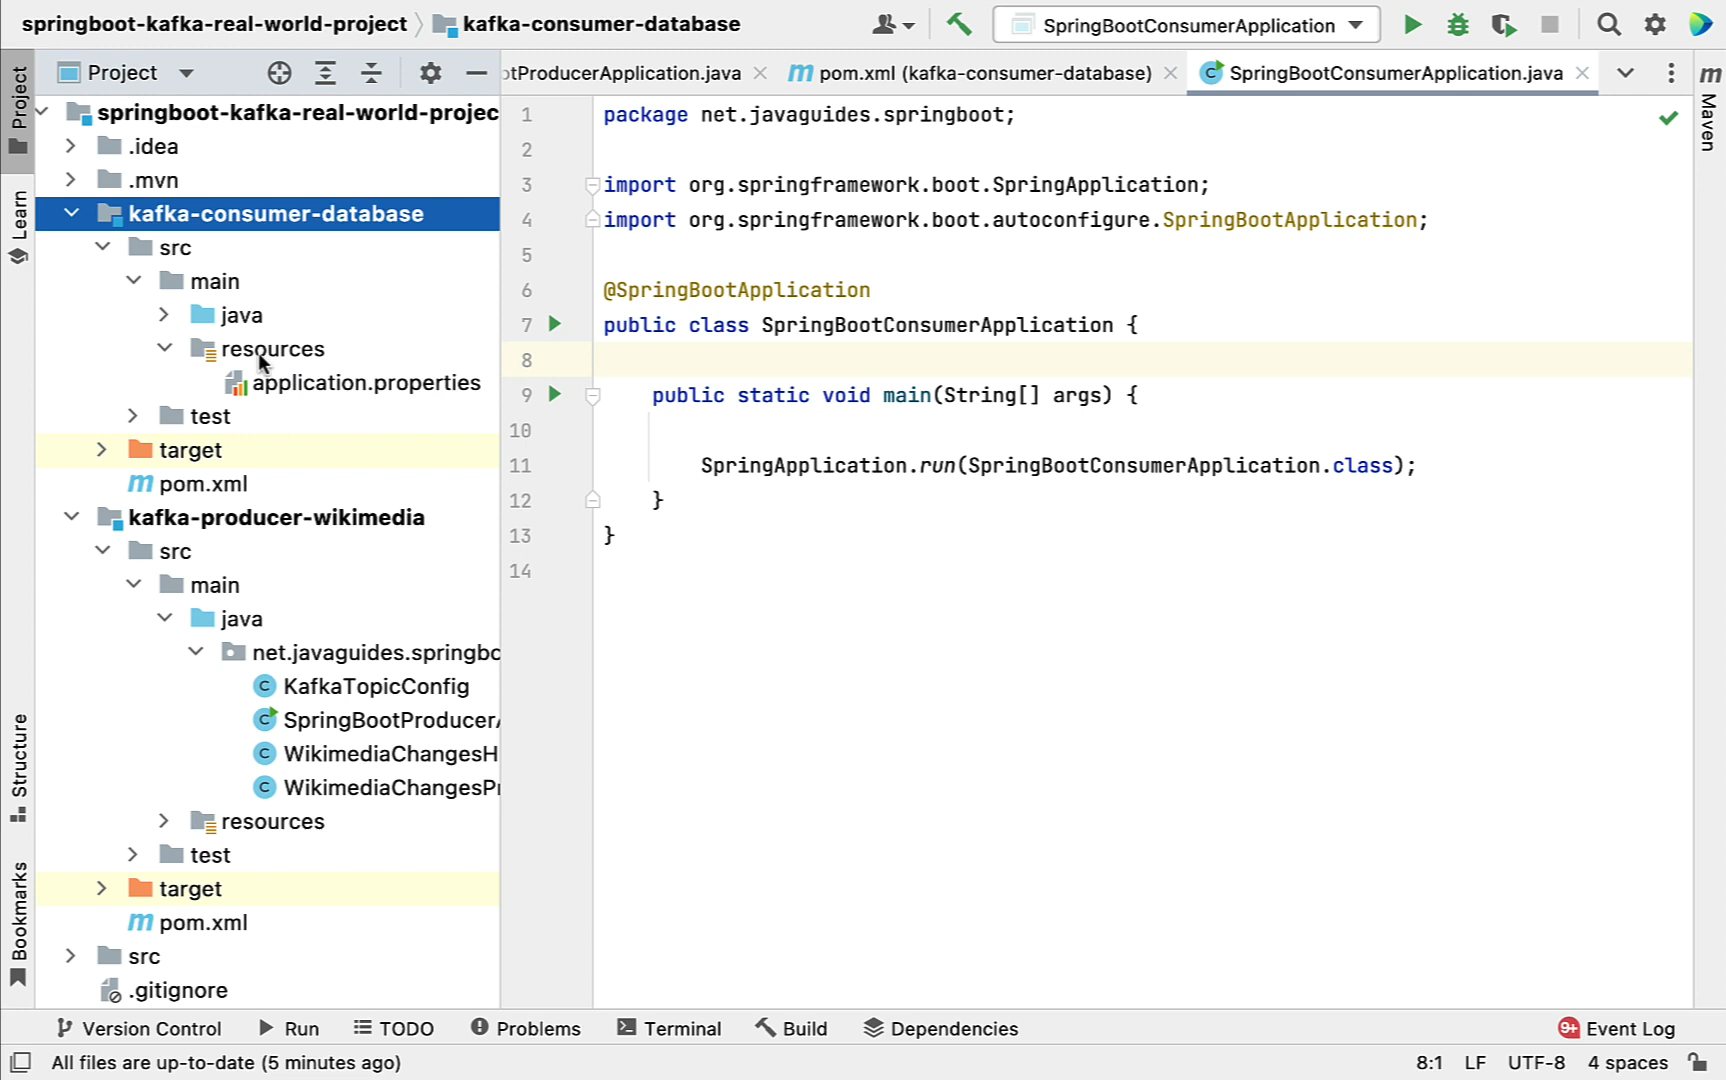 springboot-kafka-real-world-project
kafka-consumer-database
SpringBootConsumerApplication
Project
otProducerApplication.java
pom.xml (kafka-consumer-database)
SpringBootConsumerApplication.java
Project
Learn
Structure
Bookmarks
Maven
springboot-kafka-real-world-projec
.idea
.mvn
kafka-consumer-database
src
main
java
resources
application.properties
test
target
pom.xml
kafka-producer-wikimedia
src
main
java
net.javaguides.springbo
KafkaTopicConfig
SpringBootProducerA
WikimediaChangesH
WikimediaChangesPr
resources
test
target
pom.xml
src
.gitignore
1 package net.javaguides.springboot;
2
3 import org.springframework.boot.SpringApplication;
4 import org.springframework.boot.autoconfigure.SpringBootApplication;
5
6 @SpringBootApplication
7 public class SpringBootConsumerApplication {
8
9 public static void main(String[] args) {
10
11 SpringApplication.run(SpringBootConsumerApplication.class);
12 }
13 }
14
Version Control Run TODO Problems Terminal Build Dependencies 9+ Event Log
All files are up-to-date (5 minutes ago) 8:1 LF UTF-8 4 spaces